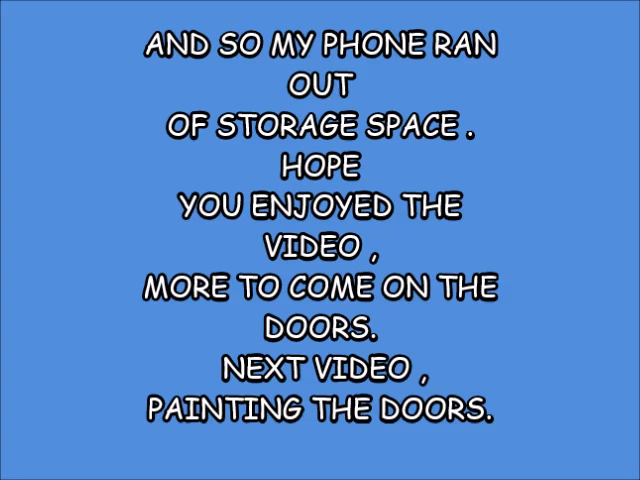 AND SO MY PHONE RAN
OUT
OF STORAGE SPACE .
HOPE
YOU ENJOYED THE
VIDEO ,
MORE TO COME ON THE
DOORS.
NEXT VIDEO ,
PAINTING THE DOORS.